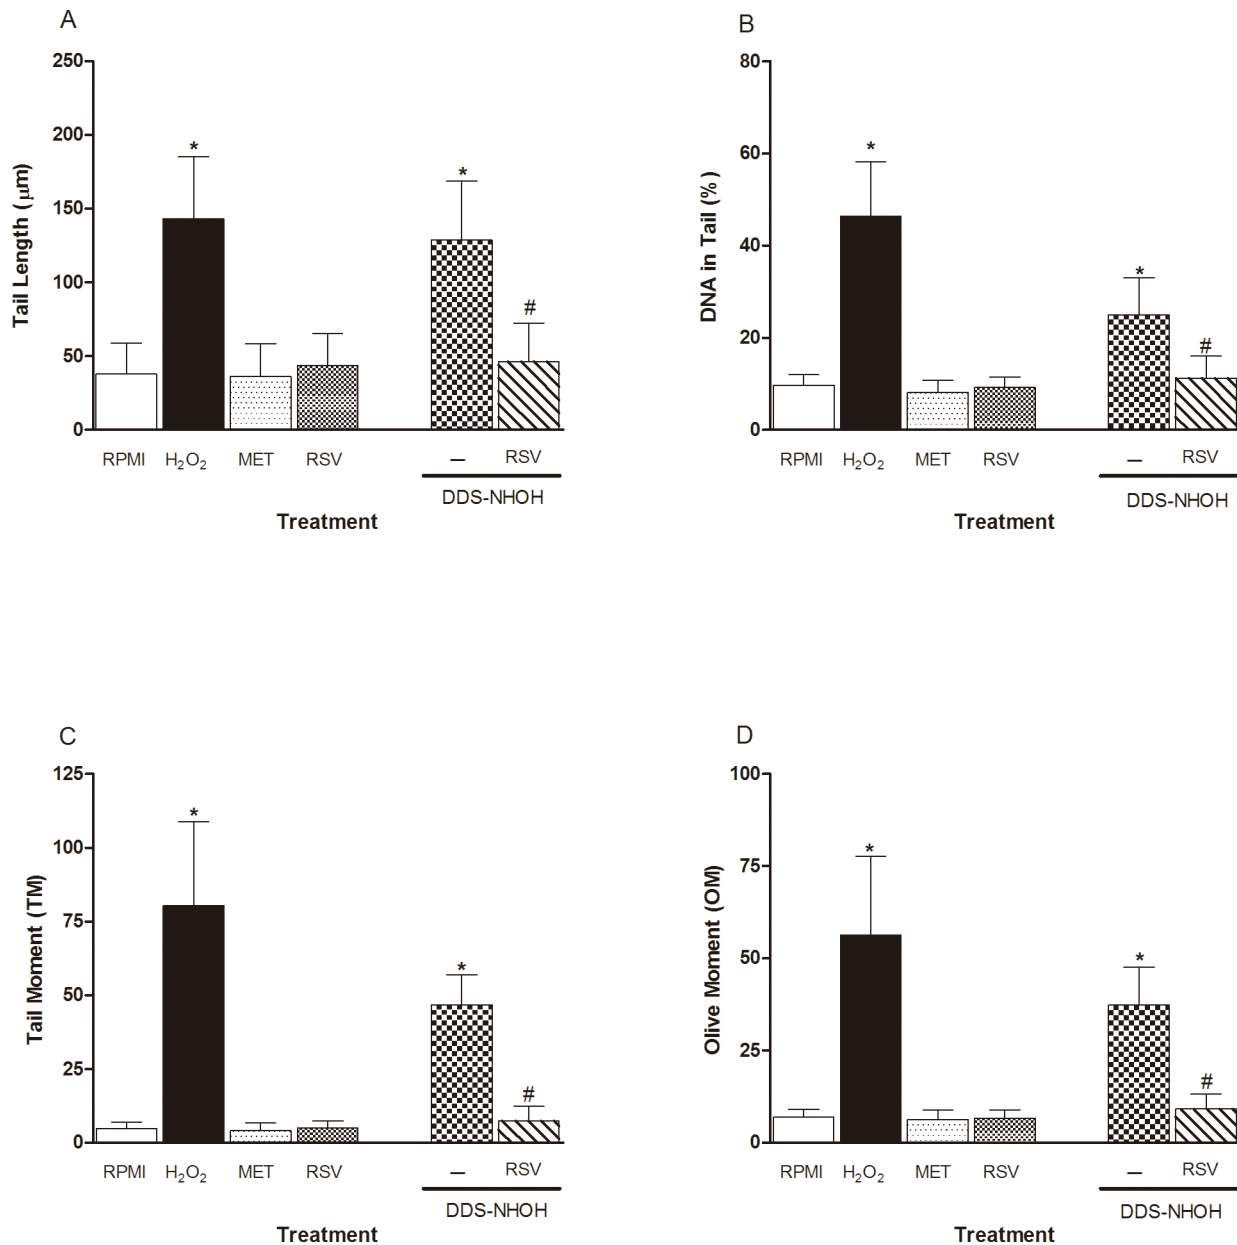 A
250
200
150
100
50
0
Tail Length (μm)
*
*
#
RPMI H₂O₂ MET RSV – RSV
DDS-NHOH
Treatment
B
80
60
40
20
0
DNA in Tail (%)
*
*
#
RPMI H₂O₂ MET RSV – RSV
DDS-NHOH
Treatment
C
125
100
75
50
25
0
Tail Moment (TM)
*
*
#
RPMI H₂O₂ MET RSV – RSV
DDS-NHOH
Treatment
D
100
75
50
25
0
Olive Moment (OM)
*
*
#
RPMI H₂O₂ MET RSV – RSV
DDS-NHOH
Treatment